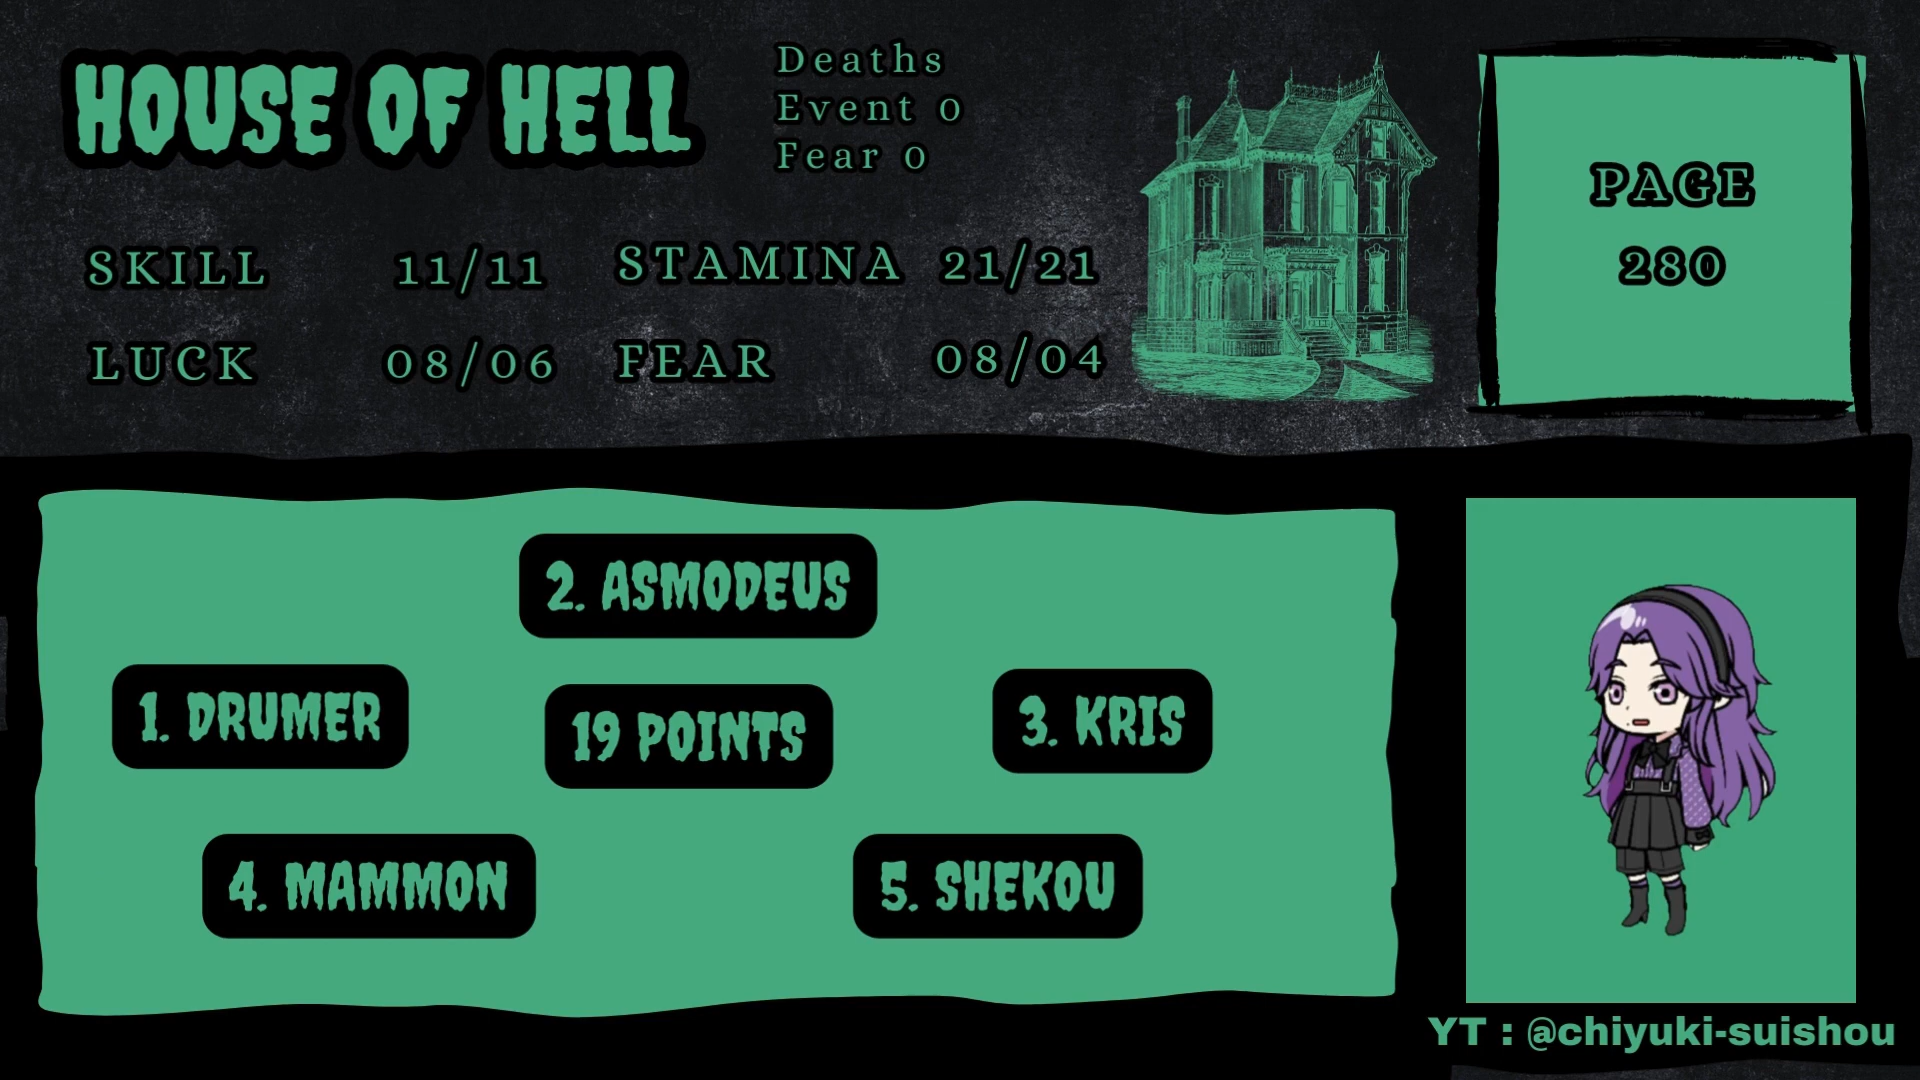 HOUSE OF HELL
Deaths
Event 0
Fear 0
SKILL 11/11 STAMINA 21/21
LUCK 08/06 FEAR 08/04
PAGE
280
2. ASMODEUS
1. DRUMER
19 POINTS
3. KRIS
4. MAMMON
5. SHEKOU
YT : @chiyuki-suishou